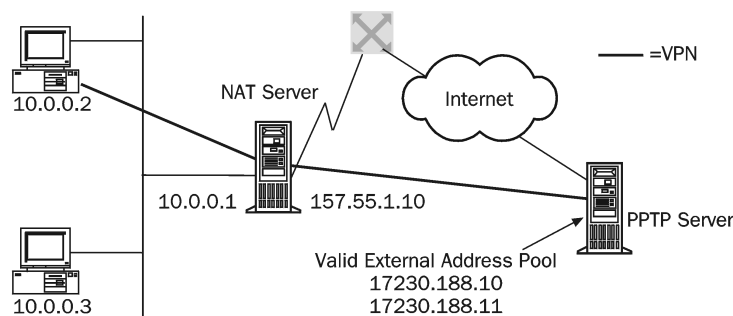 =VPN
NAT Server
Internet
10.0.0.2
10.0.0.1
157.55.1.10
PPTP Server
Valid External Address Pool
17230.188.10
17230.188.11
10.0.0.3